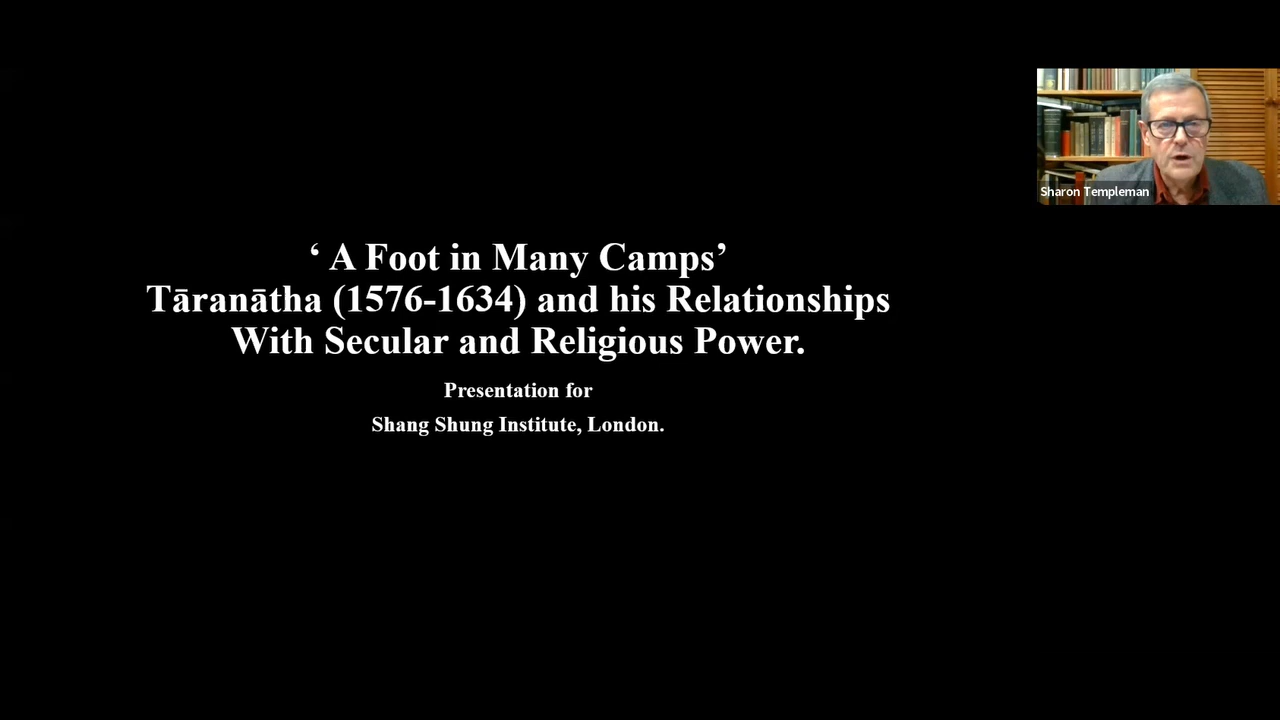 ‘ A Foot in Many Camps’
Tāranātha (1576-1634) and his Relationships
With Secular and Religious Power.
Presentation for
Shang Shung Institute, London.
Sharon Templeman